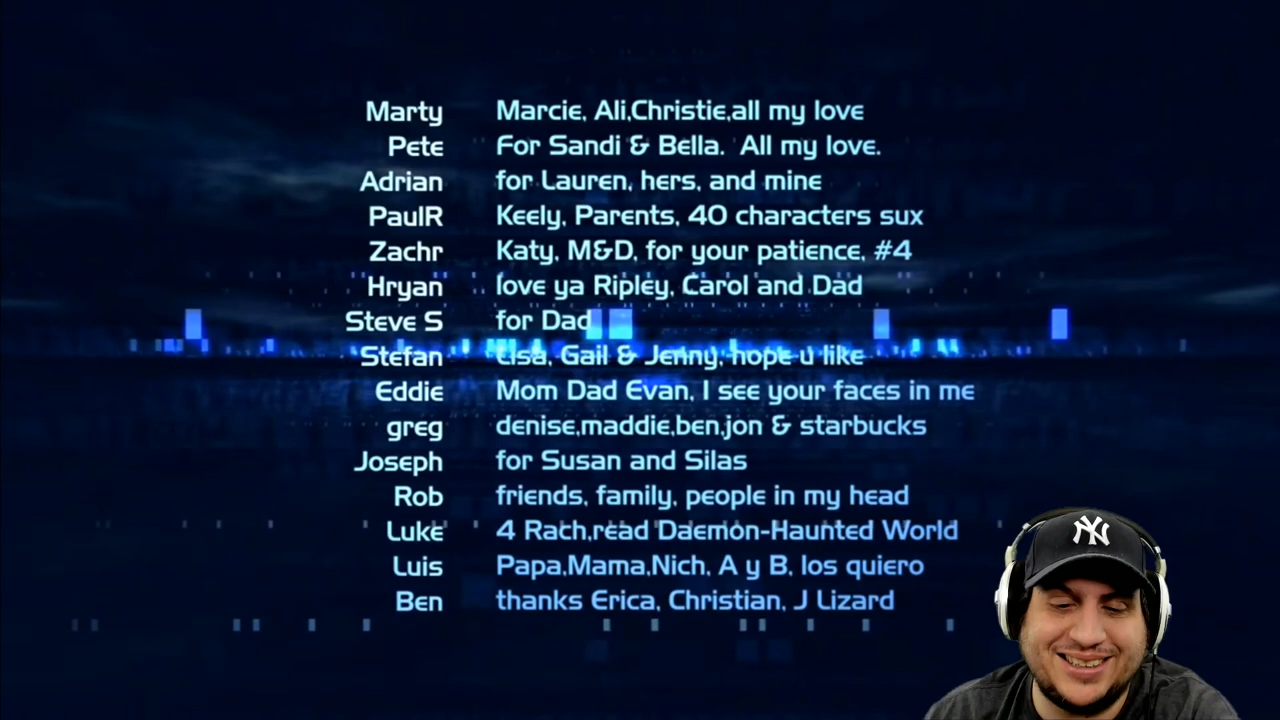 Marty Marcie, Ali,Christie,all my love
Pete For Sandi & Bella. All my love.
Adrian for Lauren, hers, and mine
PaulR Keely, Parents, 40 characters sux
Zachr Katy, M&D, for your patience, #4
Hryan love ya Ripley, Carol and Dad
Steve S for Dad
Stefan Lisa, Gail & Jenny, hope u like
Eddie Mom Dad Evan, I see your faces in me
greg denise,maddie,ben,jon & starbucks
Joseph for Susan and Silas
Rob friends, family, people in my head
Luke 4 Rach,read Daemon-Haunted World
Luis Papa,Mama,Nich, A y B, los quiero
Ben thanks Erica, Christian, J Lizard
NY